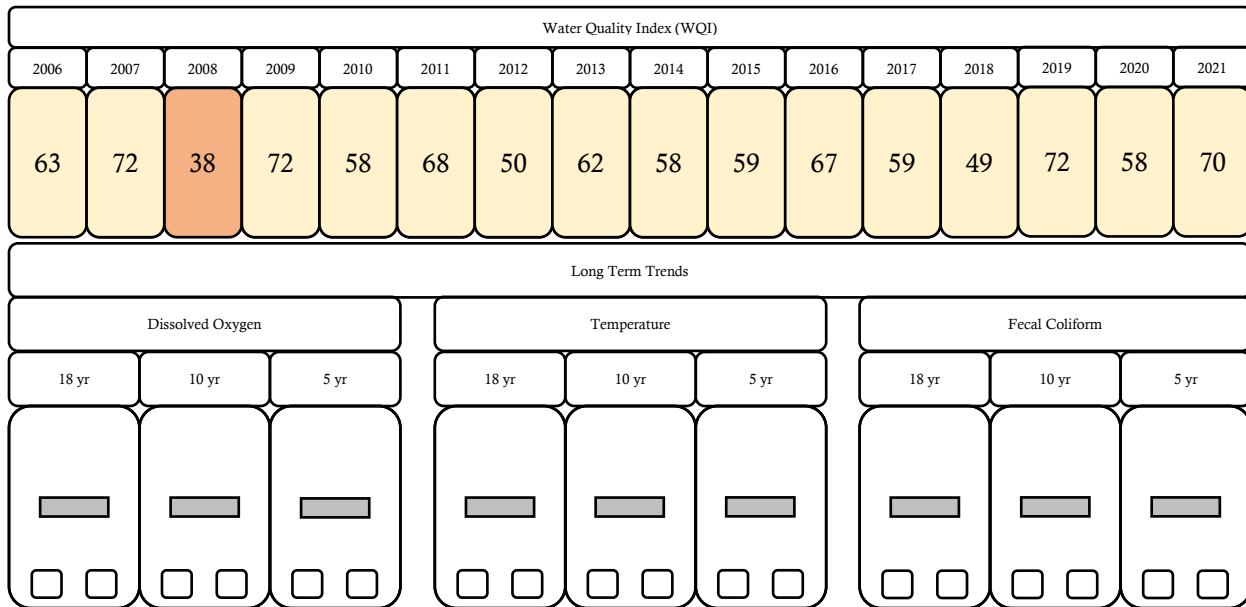 Water Quality Index (WQI)
2006 2007 2008 2009 2010 2011 2012 2013 2014 2015 2016 2017 2018 2019 2020 2021
63 72 38 72 58 68 50 62 58 59 67 59 49 72 58 70
Long Term Trends
Dissolved Oxygen Temperature Fecal Coliform
18 yr 10 yr 5 yr 18 yr 10 yr 5 yr 18 yr 10 yr 5 yr